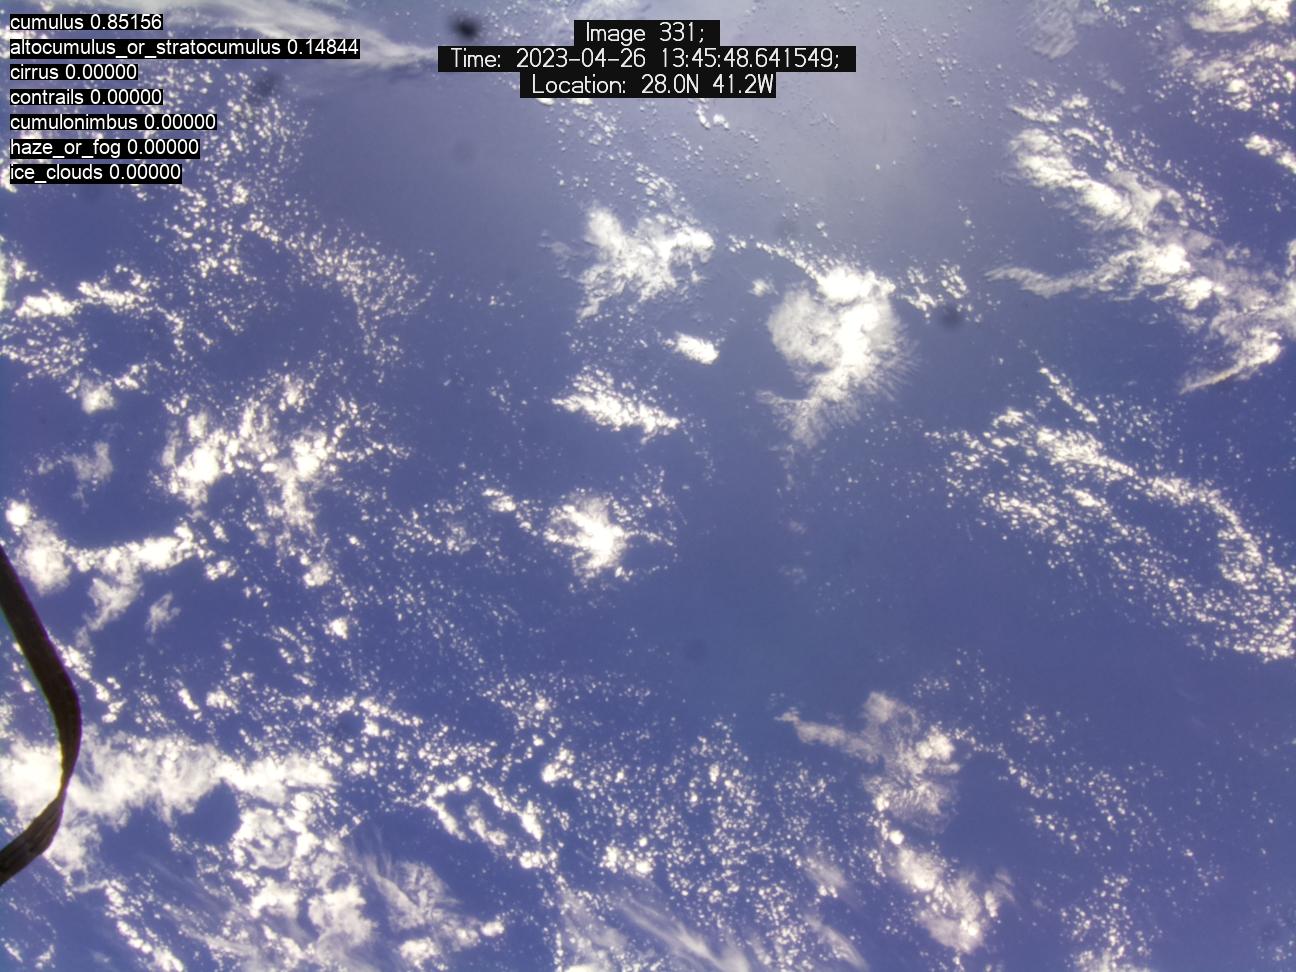 cumulus 0.85156
altocumulus_or_stratocumulus 0.14844
cirrus 0.00000
contrails 0.00000
cumulonimbus 0.00000
haze_or_fog 0.00000
ice_clouds 0.00000
Image 331;
Time: 2023-04-26 13:45:48.641549;
Location: 28.0N 41.2W